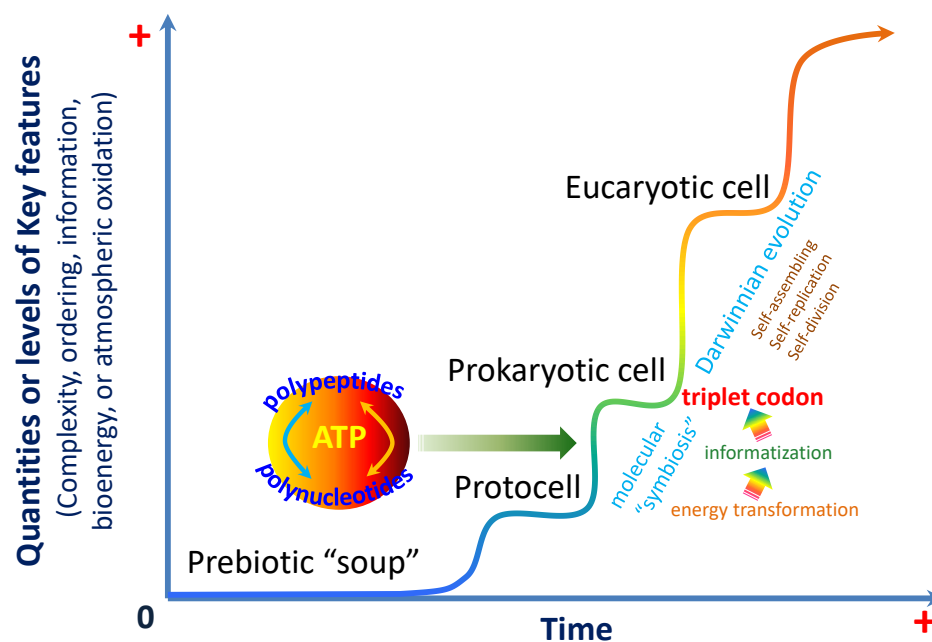 +
Quantities or levels of Key features
(Complexity, ordering, information,
bioenergy, or atmospheric oxidation)
Eucaryotic cell
Darwinnian evolution
Self-assembling
Self-replication
Self-division
Prokaryotic cell
polypeptides
ATP
polynucleotides
triplet codon
molecular
“symbiosis”
informatization
Protocell
energy transformation
Prebiotic “soup”
0
Time
+